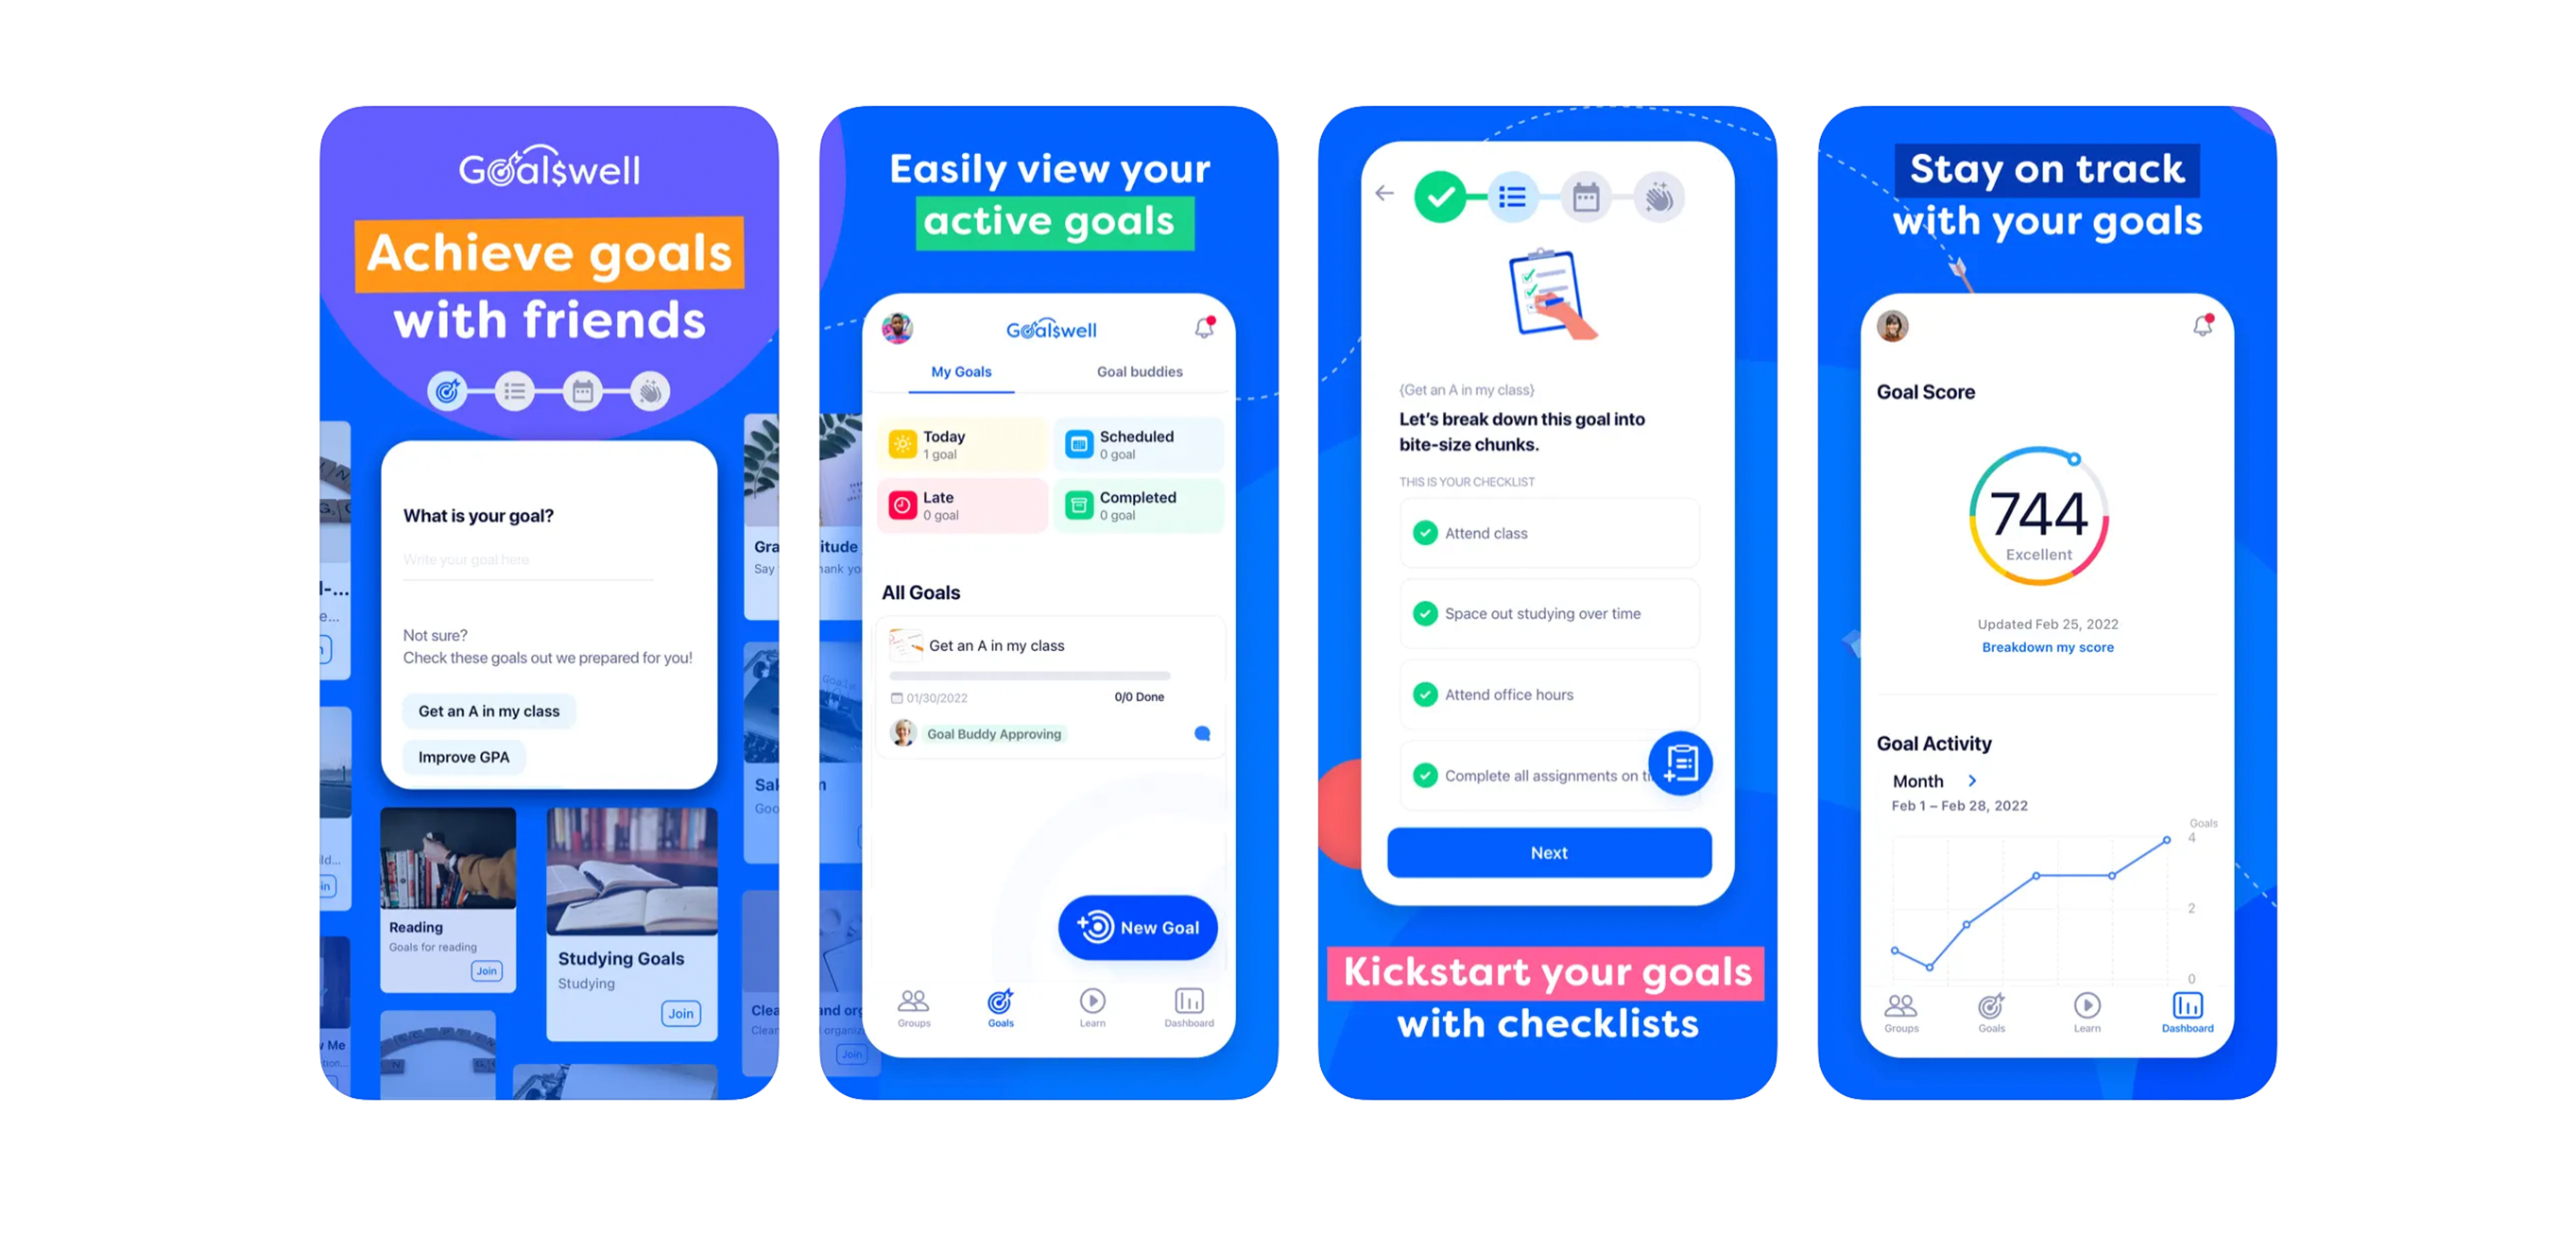 Goalswell
Achieve goals
with friends
What is your goal?
Write your goal here
Not sure?
Check these goals out we prepared for you!
Get an A in my class
Improve GPA
Reading
Goals for reading
Join
Studying Goals
Studying
Join
Easily view your
active goals
Goalswell
My Goals
Goal buddies
Today
1 goal
Scheduled
0 goal
Late
0 goal
Completed
0 goal
All Goals
Get an A in my class
01/30/2022
0/0 Done
Goal Buddy Approving
New Goal
Groups
Goals
Learn
Dashboard
Join
{Get an A in my class}
Let's break down this goal into
bite-size chunks.
THIS IS YOUR CHECKLIST
Attend class
Space out studying over time
Attend office hours
Complete all assignments on
Next
Kickstart your goals
with checklists
Stay on track
with your goals
Goal Score
744
Excellent
Updated Feb 25, 2022
Breakdown my score
Goal Activity
Month
Feb 1 – Feb 28, 2022
Goals
4
2
0
Groups
Goals
Learn
Dashboard